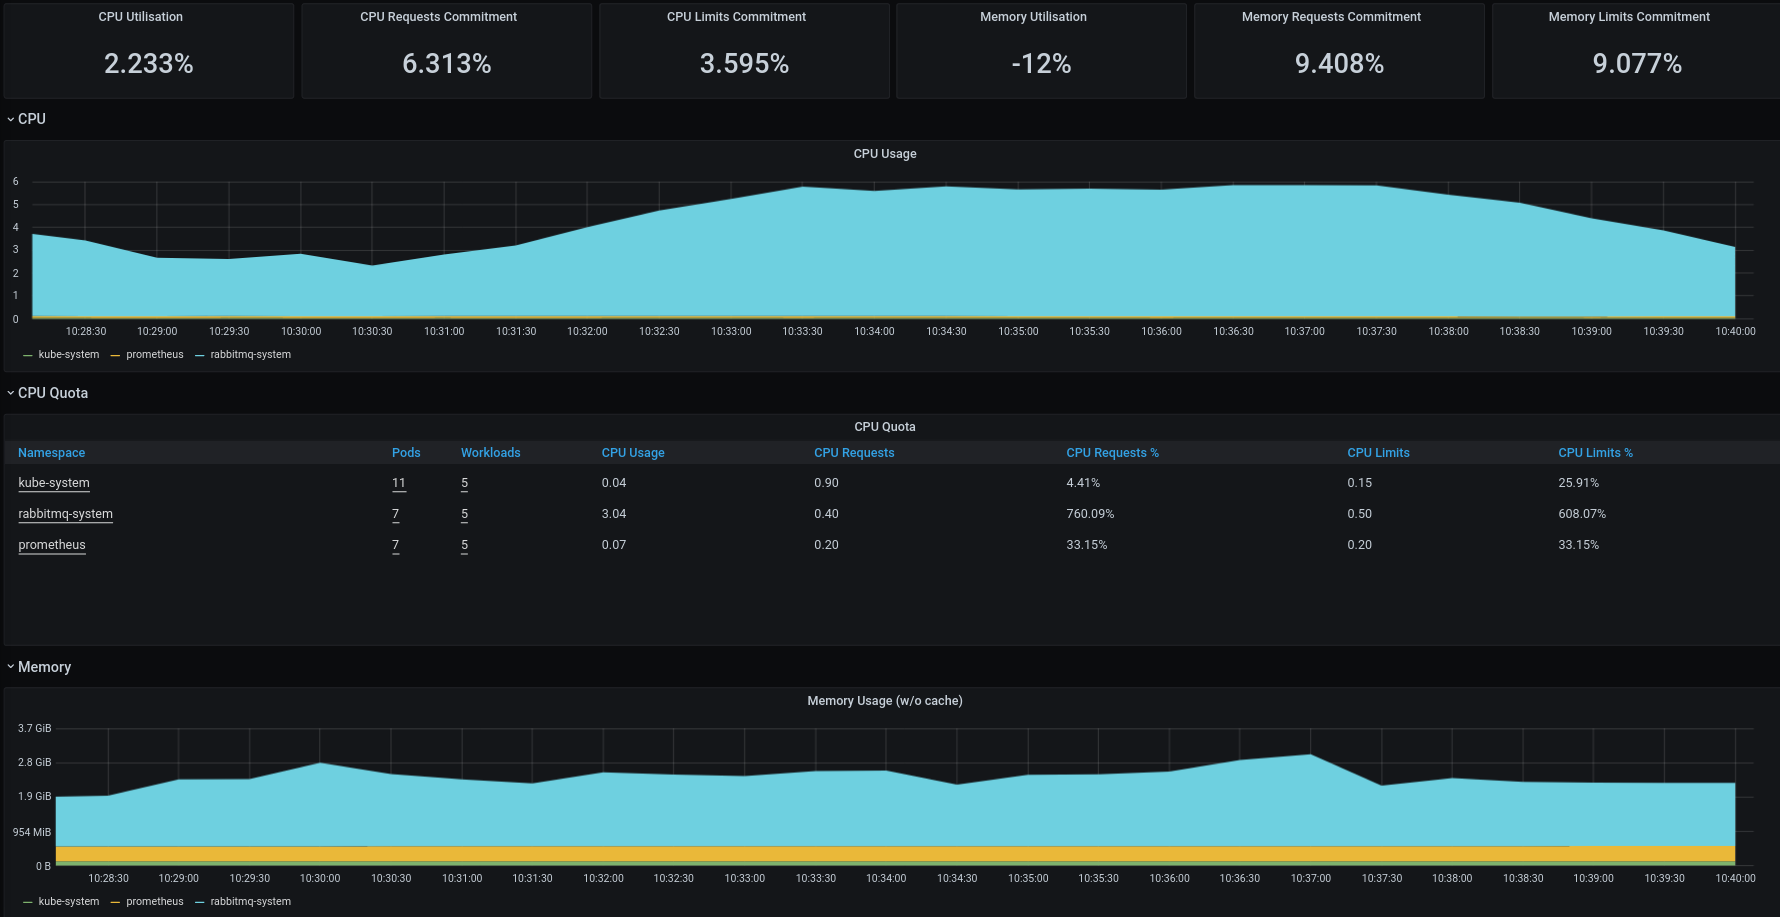 CPU Utilisation CPU Requests Commitment CPU Limits Commitment Memory Utilisation Memory Requests Commitment Memory Limits Commitment
2.233% 6.313% 3.595% -12% 9.408% 9.077%
CPU
CPU Usage
6
5
4
3
2
1
0
10:28:30 10:29:00 10:29:30 10:30:00 10:30:30 10:31:00 10:31:30 10:32:00 10:32:30 10:33:00 10:33:30 10:34:00 10:34:30 10:35:00 10:35:30 10:36:00 10:36:30 10:37:00 10:37:30 10:38:00 10:38:30 10:39:00 10:39:30 10:40:00
kube-system prometheus rabbitmq-system
CPU Quota
CPU Quota
Namespace Pods Workloads CPU Usage CPU Requests CPU Requests % CPU Limits CPU Limits %
kube-system 11 5 0.04 0.90 4.41% 0.15 25.91%
rabbitmq-system 7 5 3.04 0.40 760.09% 0.50 608.07%
prometheus 7 5 0.07 0.20 33.15% 0.20 33.15%
Memory
Memory Usage (w/o cache)
3.7 GiB
2.8 GiB
1.9 GiB
954 MiB
0 B
10:28:30 10:29:00 10:29:30 10:30:00 10:30:30 10:31:00 10:31:30 10:32:00 10:32:30 10:33:00 10:33:30 10:34:00 10:34:30 10:35:00 10:35:30 10:36:00 10:36:30 10:37:00 10:37:30 10:38:00 10:38:30 10:39:00 10:39:30 10:40:00
kube-system prometheus rabbitmq-system